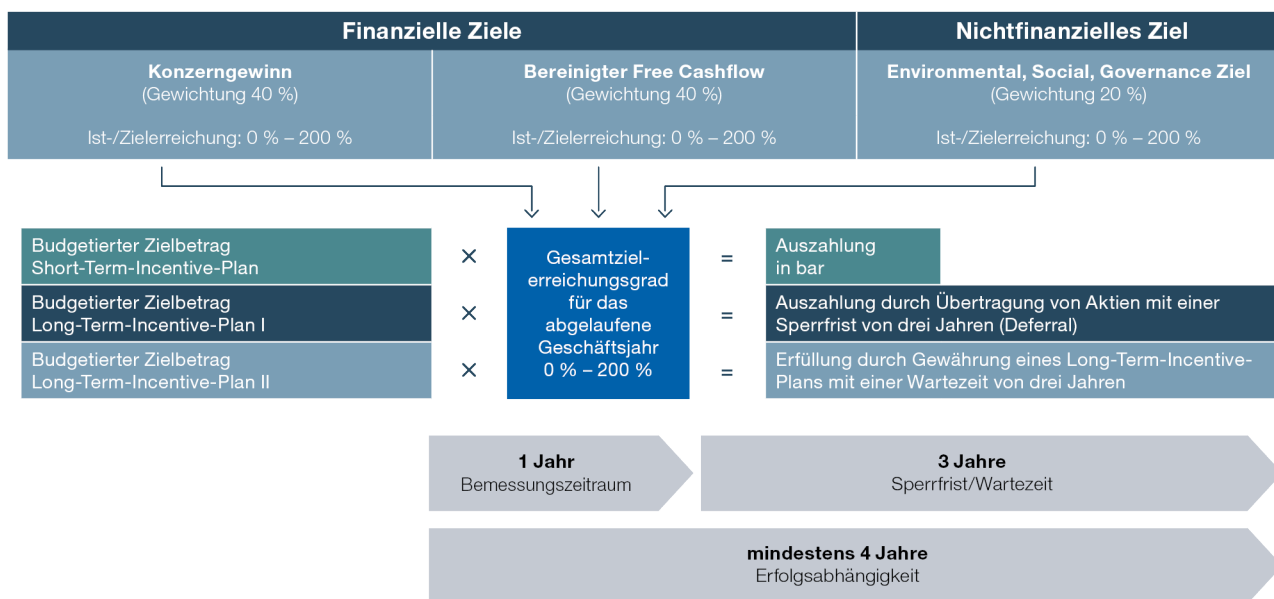 Finanzielle Ziele
Nichtfinanzielles Ziel
Konzerngewinn
(Gewichtung 40 %)
Ist-/Zielerreichung: 0 % – 200 %
Bereinigter Free Cashflow
(Gewichtung 40 %)
Ist-/Zielerreichung: 0 % – 200 %
Environmental, Social, Governance Ziel
(Gewichtung 20 %)
Ist-/Zielerreichung: 0 % – 200 %
Budgetierter Zielbetrag
Short-Term-Incentive-Plan
×
Budgetierter Zielbetrag
Long-Term-Incentive-Plan I
×
Budgetierter Zielbetrag
Long-Term-Incentive-Plan II
×
Gesamtziel-
erreichungsgrad
für das
abgelaufene
Geschäftsjahr
0 % – 200 %
=
Auszahlung
in bar
=
Auszahlung durch Übertragung von Aktien mit einer
Sperrfrist von drei Jahren (Deferral)
=
Erfüllung durch Gewährung eines Long-Term-Incentive-
Plans mit einer Wartezeit von drei Jahren
1 Jahr
Bemessungszeitraum
3 Jahre
Sperrfrist/Wartezeit
mindestens 4 Jahre
Erfolgsabhängigkeit